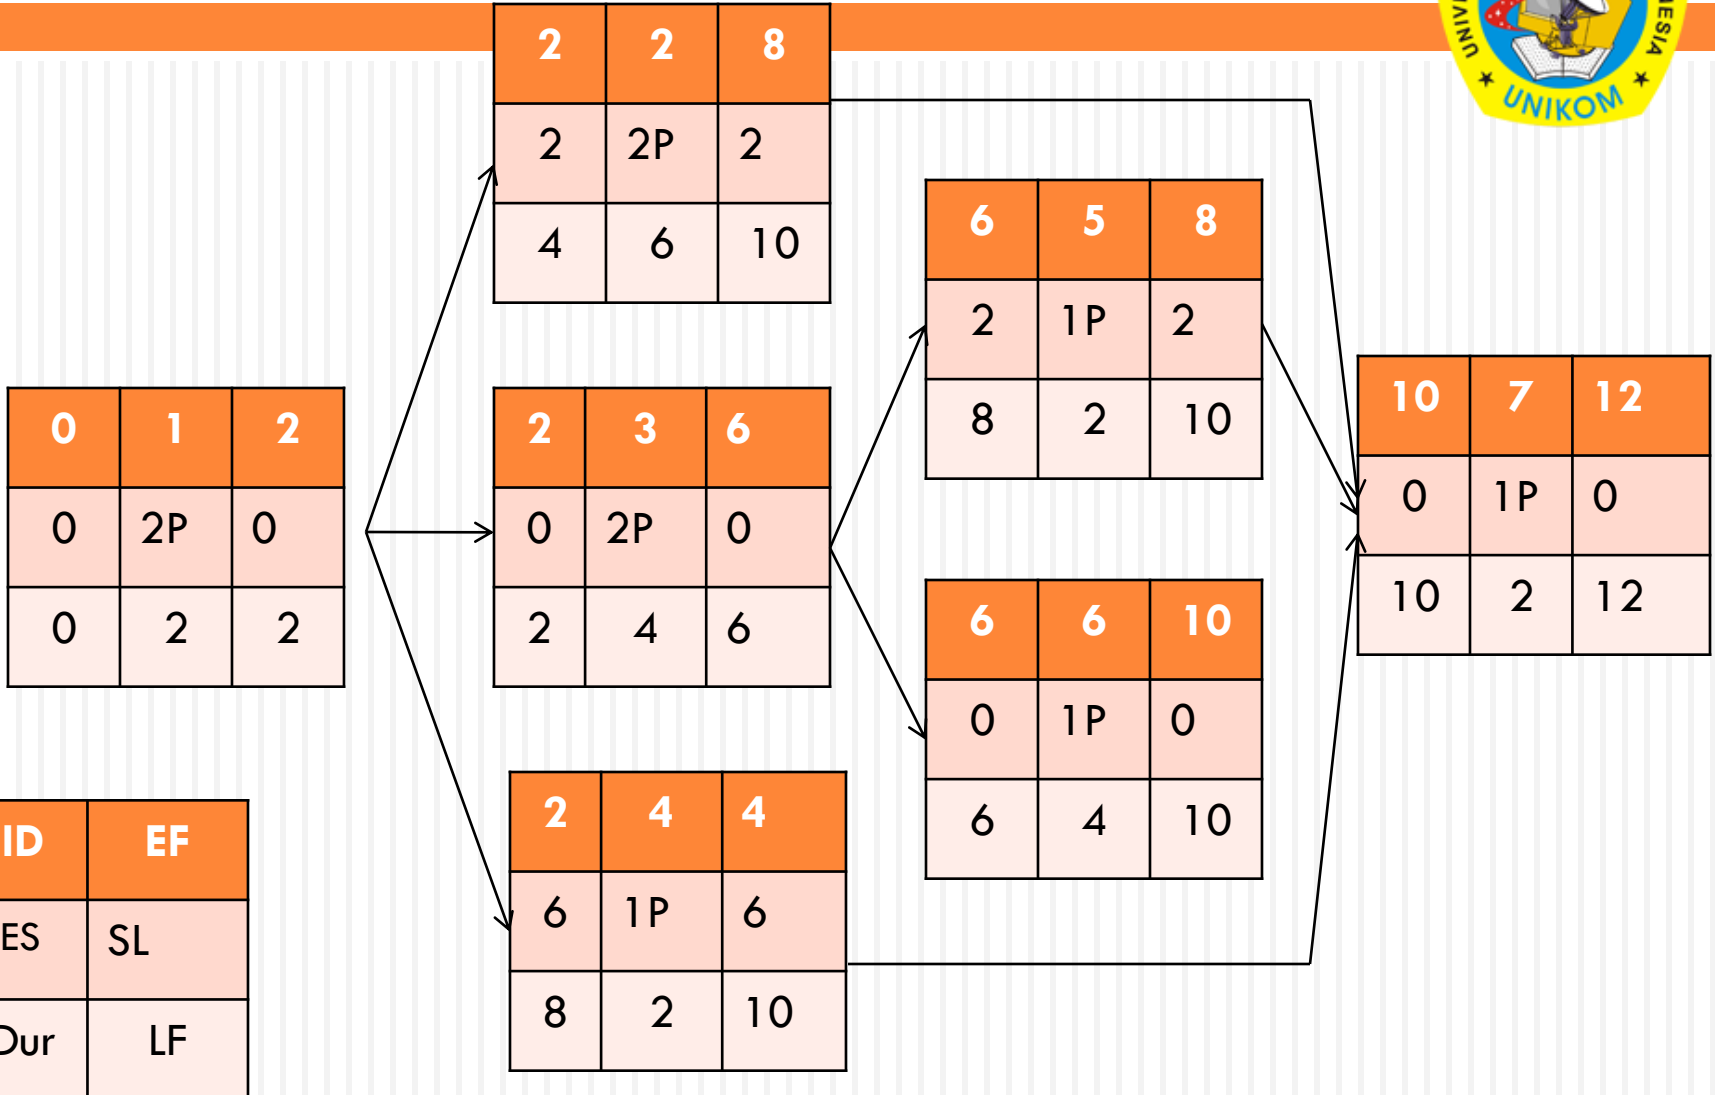 2 2 8
2 2P 2
4 6 10
UNIKOM
6 5 8
2 1P 2
8 2 10
0 1 2
0 2P 0
0 2 2
2 3 6
0 2P 0
2 4 6
10 7 12
0 1P 0
10 2 12
6 6 10
0 1P 0
6 4 10
2 4 4
6 1P 6
8 2 10
ID EF
ES SL
Dur LF